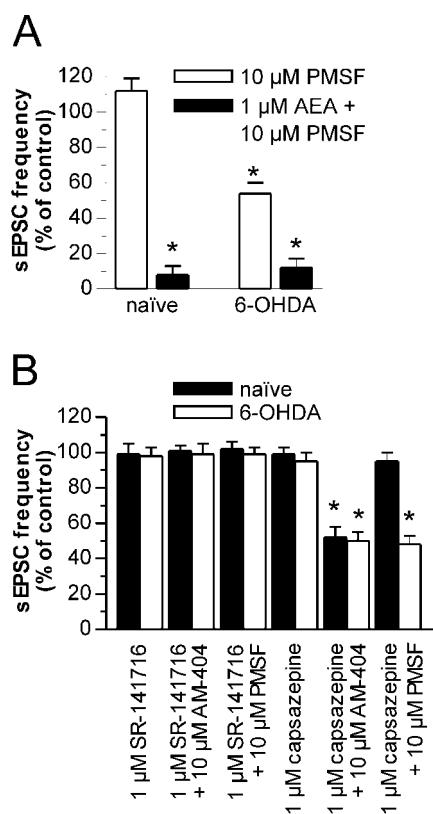 A
sEPSC frequency
(% of control)
120
100
80
60
40
20
0
10 µM PMSF
1 µM AEA +
10 µM PMSF
*
*
*
naïve
6-OHDA
B
naïve
6-OHDA
sEPSC frequency
(% of control)
120
100
80
60
40
20
0
*
*
*
1 µM SR-141716
1 µM SR-141716
+ 10 µM AM-404
1 µM SR-141716
+ 10 µM PMSF
1 µM capsazepine
1 µM capsazepine
+ 10 µM AM-404
1 µM capsazepine
+ 10 µM PMSF